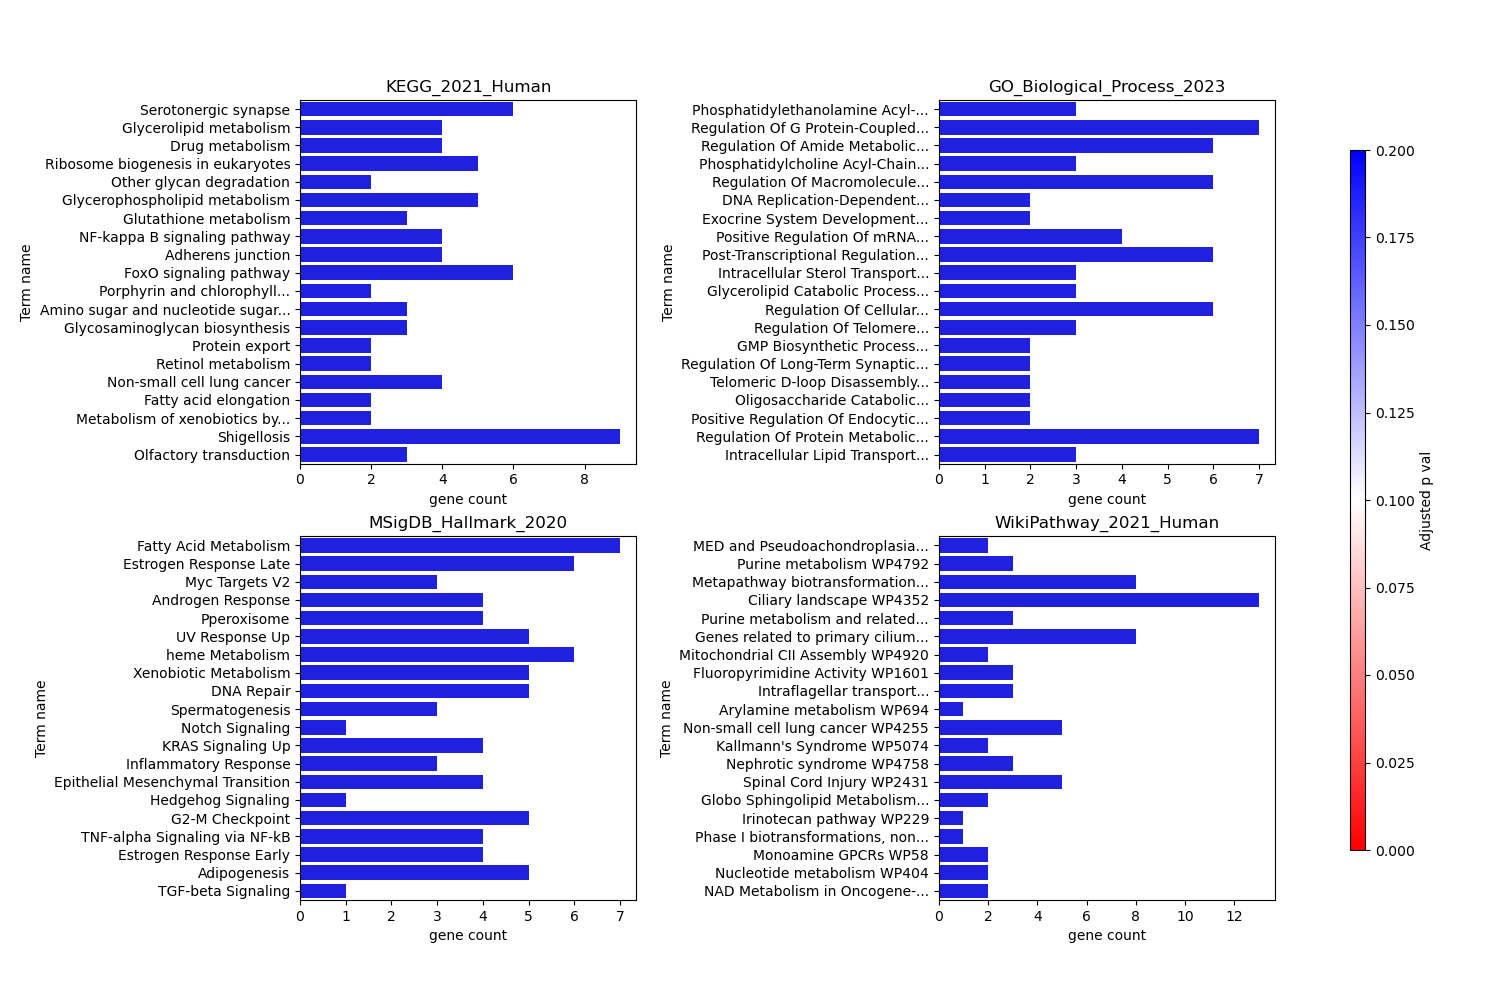 KEGG_2021_Human
Term name
Serotonergic synapse
Glycerolipid metabolism
Drug metabolism
Ribosome biogenesis in eukaryotes
Other glycan degradation
Glycerophospholipid metabolism
Glutathione metabolism
NF-kappa B signaling pathway
Adherens junction
FoxO signaling pathway
Porphyrin and chlorophyll...
Amino sugar and nucleotide sugar...
Glycosaminoglycan biosynthesis
Protein export
Retinol metabolism
Non-small cell lung cancer
Fatty acid elongation
Metabolism of xenobiotics by...
Shigellosis
Olfactory transduction
0 2 4 6 8
gene count
GO_Biological_Process_2023
Term name
Phosphatidylethanolamine Acyl-...
Regulation Of G Protein-Coupled...
Regulation Of Amide Metabolic...
Phosphatidylcholine Acyl-Chain...
Regulation Of Macromolecule...
DNA Replication-Dependent...
Exocrine System Development...
Positive Regulation Of mRNA...
Post-Transcriptional Regulation...
Intracellular Sterol Transport...
Glycerolipid Catabolic Process...
Regulation Of Cellular...
Regulation Of Telomere...
GMP Biosynthetic Process...
Regulation Of Long-Term Synaptic...
Telomeric D-loop Disassembly...
Oligosaccharide Catabolic...
Positive Regulation Of Endocytic...
Regulation Of Protein Metabolic...
Intracellular Lipid Transport...
0 1 2 3 4 5 6 7
gene count
MSigDB_Hallmark_2020
Term name
Fatty Acid Metabolism
Estrogen Response Late
Myc Targets V2
Androgen Response
Pperoxisome
UV Response Up
heme Metabolism
Xenobiotic Metabolism
DNA Repair
Spermatogenesis
Notch Signaling
KRAS Signaling Up
Inflammatory Response
Epithelial Mesenchymal Transition
Hedgehog Signaling
G2-M Checkpoint
TNF-alpha Signaling via NF-kB
Estrogen Response Early
Adipogenesis
TGF-beta Signaling
0 1 2 3 4 5 6 7
gene count
WikiPathway_2021_Human
Term name
MED and Pseudoachondroplasia...
Purine metabolism WP4792
Metapathway biotransformation...
Ciliary landscape WP4352
Purine metabolism and related...
Genes related to primary cilium...
Mitochondrial CII Assembly WP4920
Fluoropyrimidine Activity WP1601
Intraflagellar transport...
Arylamine metabolism WP694
Non-small cell lung cancer WP4255
Kallmann's Syndrome WP5074
Nephrotic syndrome WP4758
Spinal Cord Injury WP2431
Globo Sphingolipid Metabolism...
Irinotecan pathway WP229
Phase I biotransformations, non...
Monoamine GPCRs WP58
Nucleotide metabolism WP404
NAD Metabolism in Oncogene-...
0 2 4 6 8 10 12
gene count
0.200
0.175
0.150
0.125
0.100
0.075
0.050
0.025
0.000
Adjusted p val